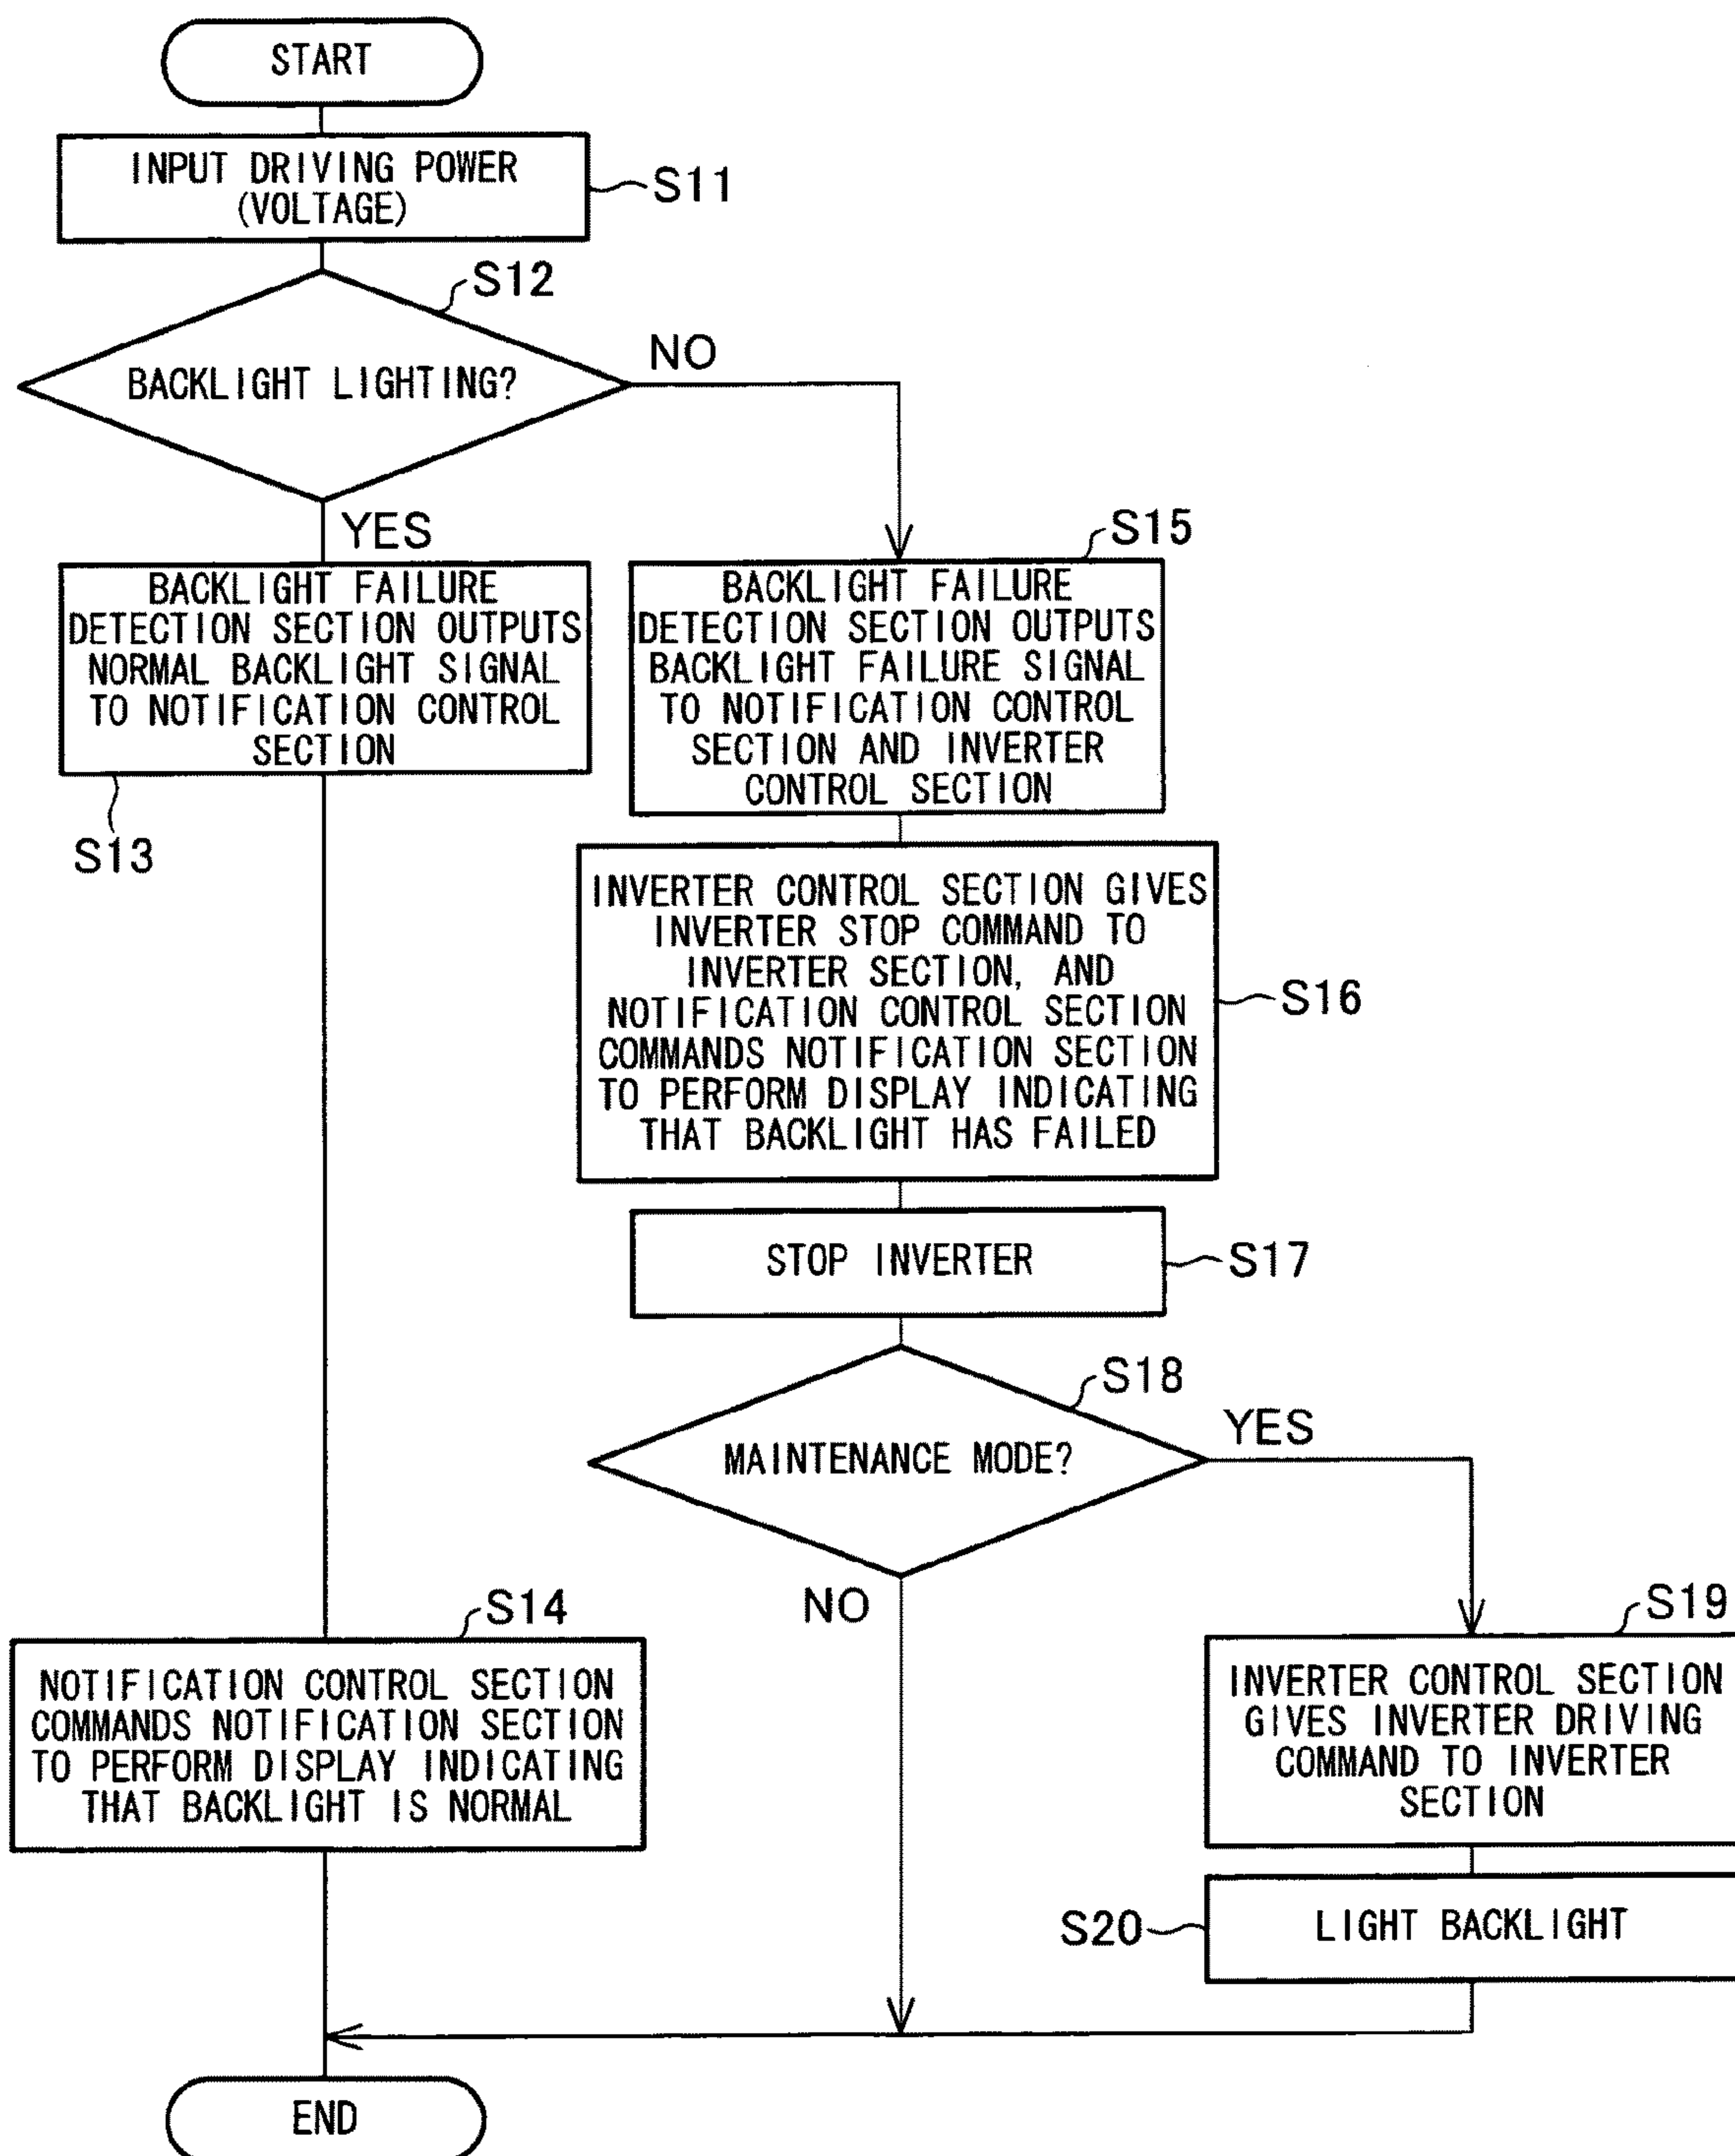 START
INPUT DRIVING POWER
(VOLTAGE)
S11
S12
BACKLIGHT LIGHTING?
NO
YES
BACKLIGHT FAILURE
DETECTION SECTION OUTPUTS
NORMAL BACKLIGHT SIGNAL
TO NOTIFICATION CONTROL
SECTION
S13
S15
BACKLIGHT FAILURE
DETECTION SECTION OUTPUTS
BACKLIGHT FAILURE SIGNAL
TO NOTIFICATION CONTROL
SECTION AND INVERTER
CONTROL SECTION
INVERTER CONTROL SECTION GIVES
INVERTER STOP COMMAND TO
INVERTER SECTION, AND
NOTIFICATION CONTROL SECTION
COMMANDS NOTIFICATION SECTION
TO PERFORM DISPLAY INDICATING
THAT BACKLIGHT HAS FAILED
S16
STOP INVERTER
S17
S18
MAINTENANCE MODE?
YES
NO
S14
NOTIFICATION CONTROL SECTION
COMMANDS NOTIFICATION SECTION
TO PERFORM DISPLAY INDICATING
THAT BACKLIGHT IS NORMAL
S19
INVERTER CONTROL SECTION
GIVES INVERTER DRIVING
COMMAND TO INVERTER
SECTION
S20
LIGHT BACKLIGHT
END